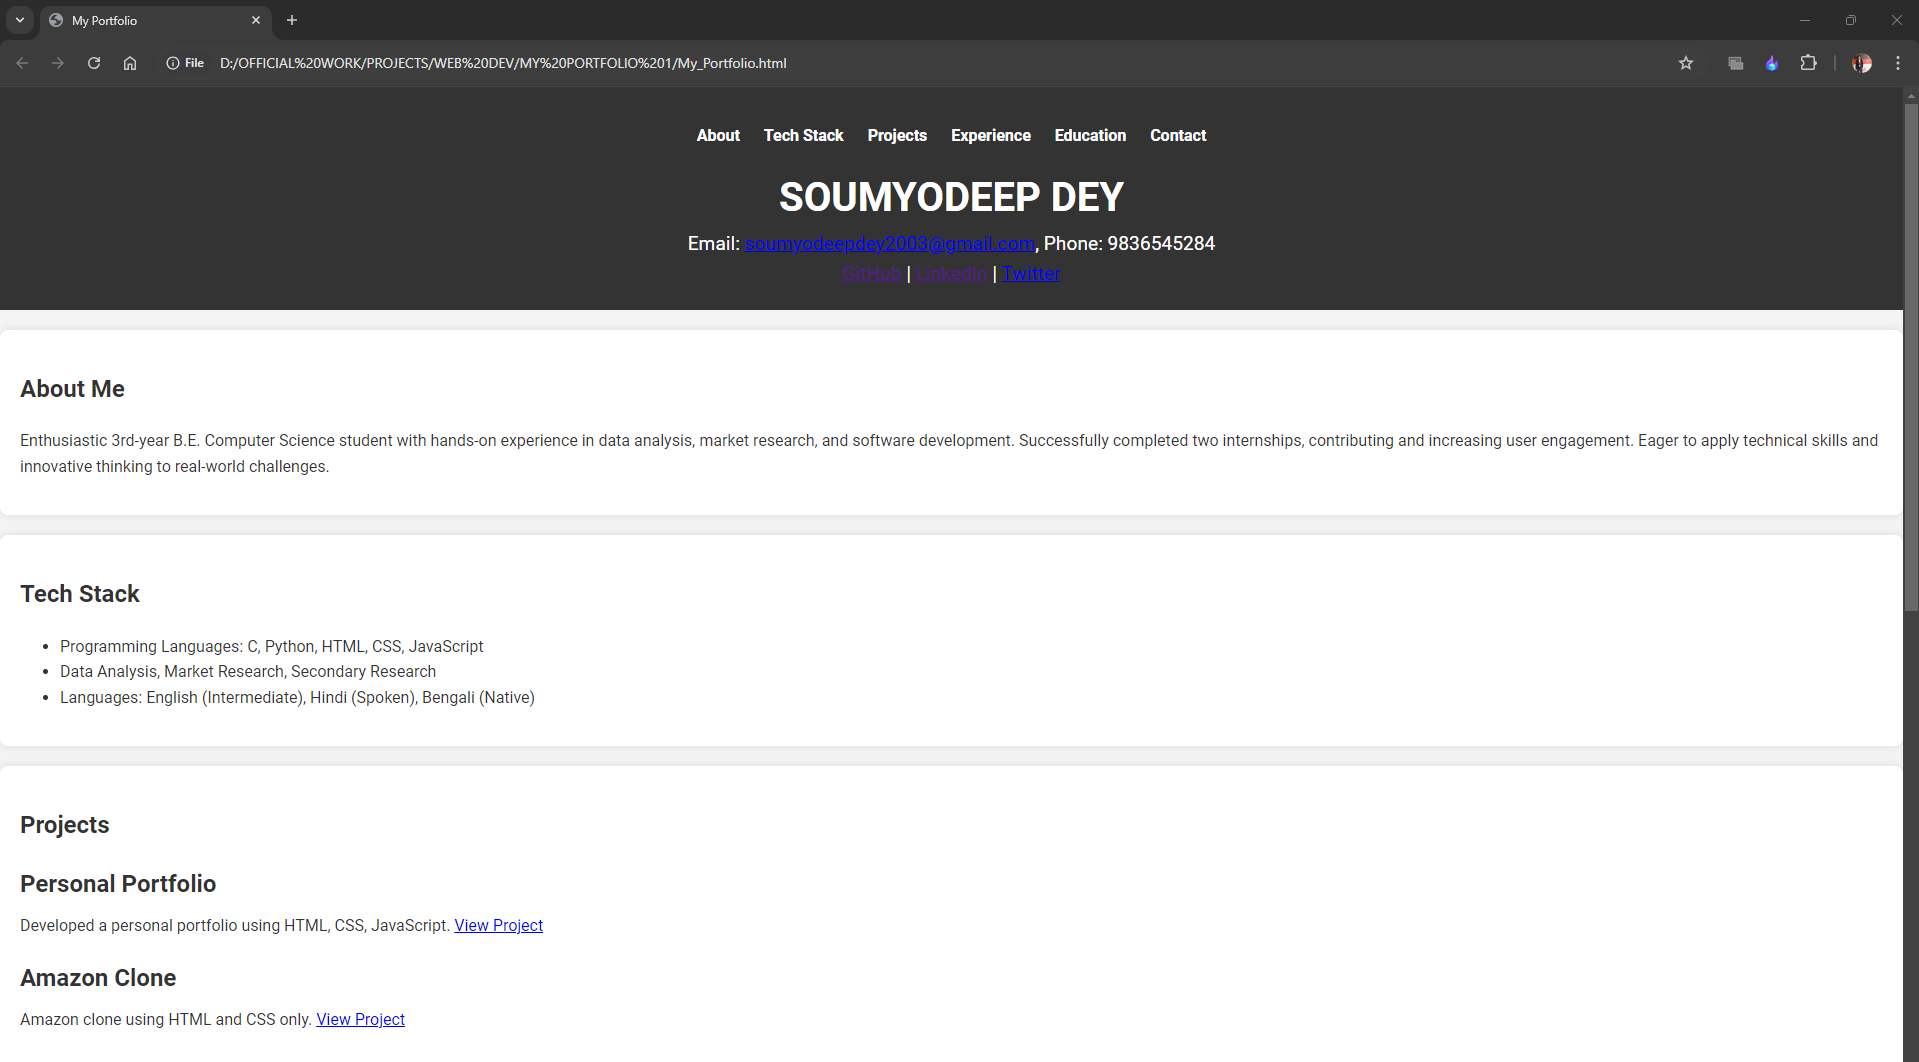 My Portfolio
File D:/OFFICIAL%20WORK/PROJECTS/WEB%20DEV/MY%20PORTFOLIO%201/My_Portfolio.html
About Tech Stack Projects Experience Education Contact
SOUMYODEEP DEY
Email: soumyodeepdey2003@gmail.com, Phone: 9836545284
GitHub | LinkedIn | Twitter
About Me
Enthusiastic 3rd-year B.E. Computer Science student with hands-on experience in data analysis, market research, and software development. Successfully completed two internships, contributing and increasing user engagement. Eager to apply technical skills and
innovative thinking to real-world challenges.
Tech Stack
• Programming Languages: C, Python, HTML, CSS, JavaScript
• Data Analysis, Market Research, Secondary Research
• Languages: English (Intermediate), Hindi (Spoken), Bengali (Native)
Projects
Personal Portfolio
Developed a personal portfolio using HTML, CSS, JavaScript. View Project
Amazon Clone
Amazon clone using HTML and CSS only. View Project